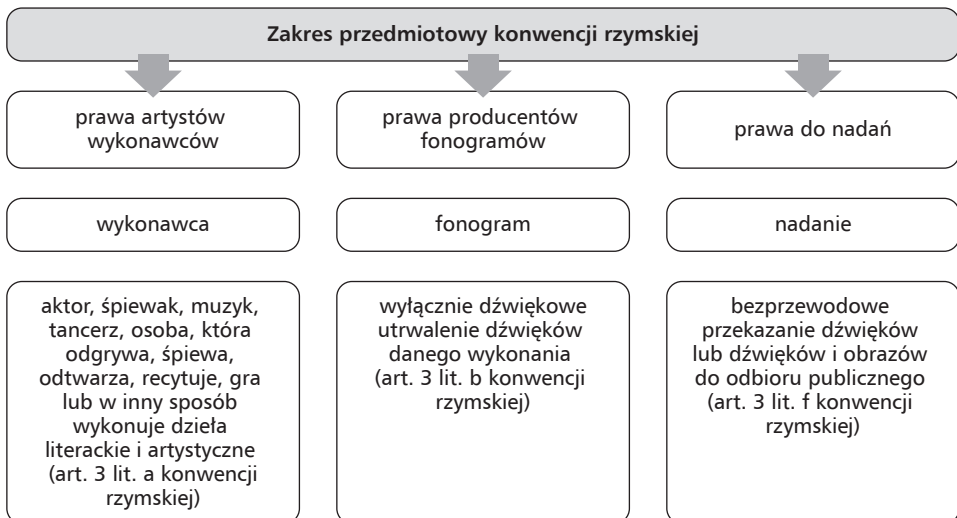 Zakres przedmiotowy konwencji rzymskiej
prawa artystów
wykonawców
prawa producentów
fonogramów
prawa do nadań
wykonawca
fonogram
nadanie
aktor, śpiewak, muzyk,
tancerz, osoba, która
odgrywa, śpiewa,
odtwarza, recytuje, gra
lub w inny sposób
wykonuje dzieła
literackie i artystyczne
(art. 3 lit. a konwencji
rzymskiej)
wyłącznie dźwiękowe
utrwalenie dźwięków
danego wykonania
(art. 3 lit. b konwencji
rzymskiej)
bezprzewodowe
przekazanie dźwięków
lub dźwięków i obrazów
do odbioru publicznego
(art. 3 lit. f konwencji
rzymskiej)